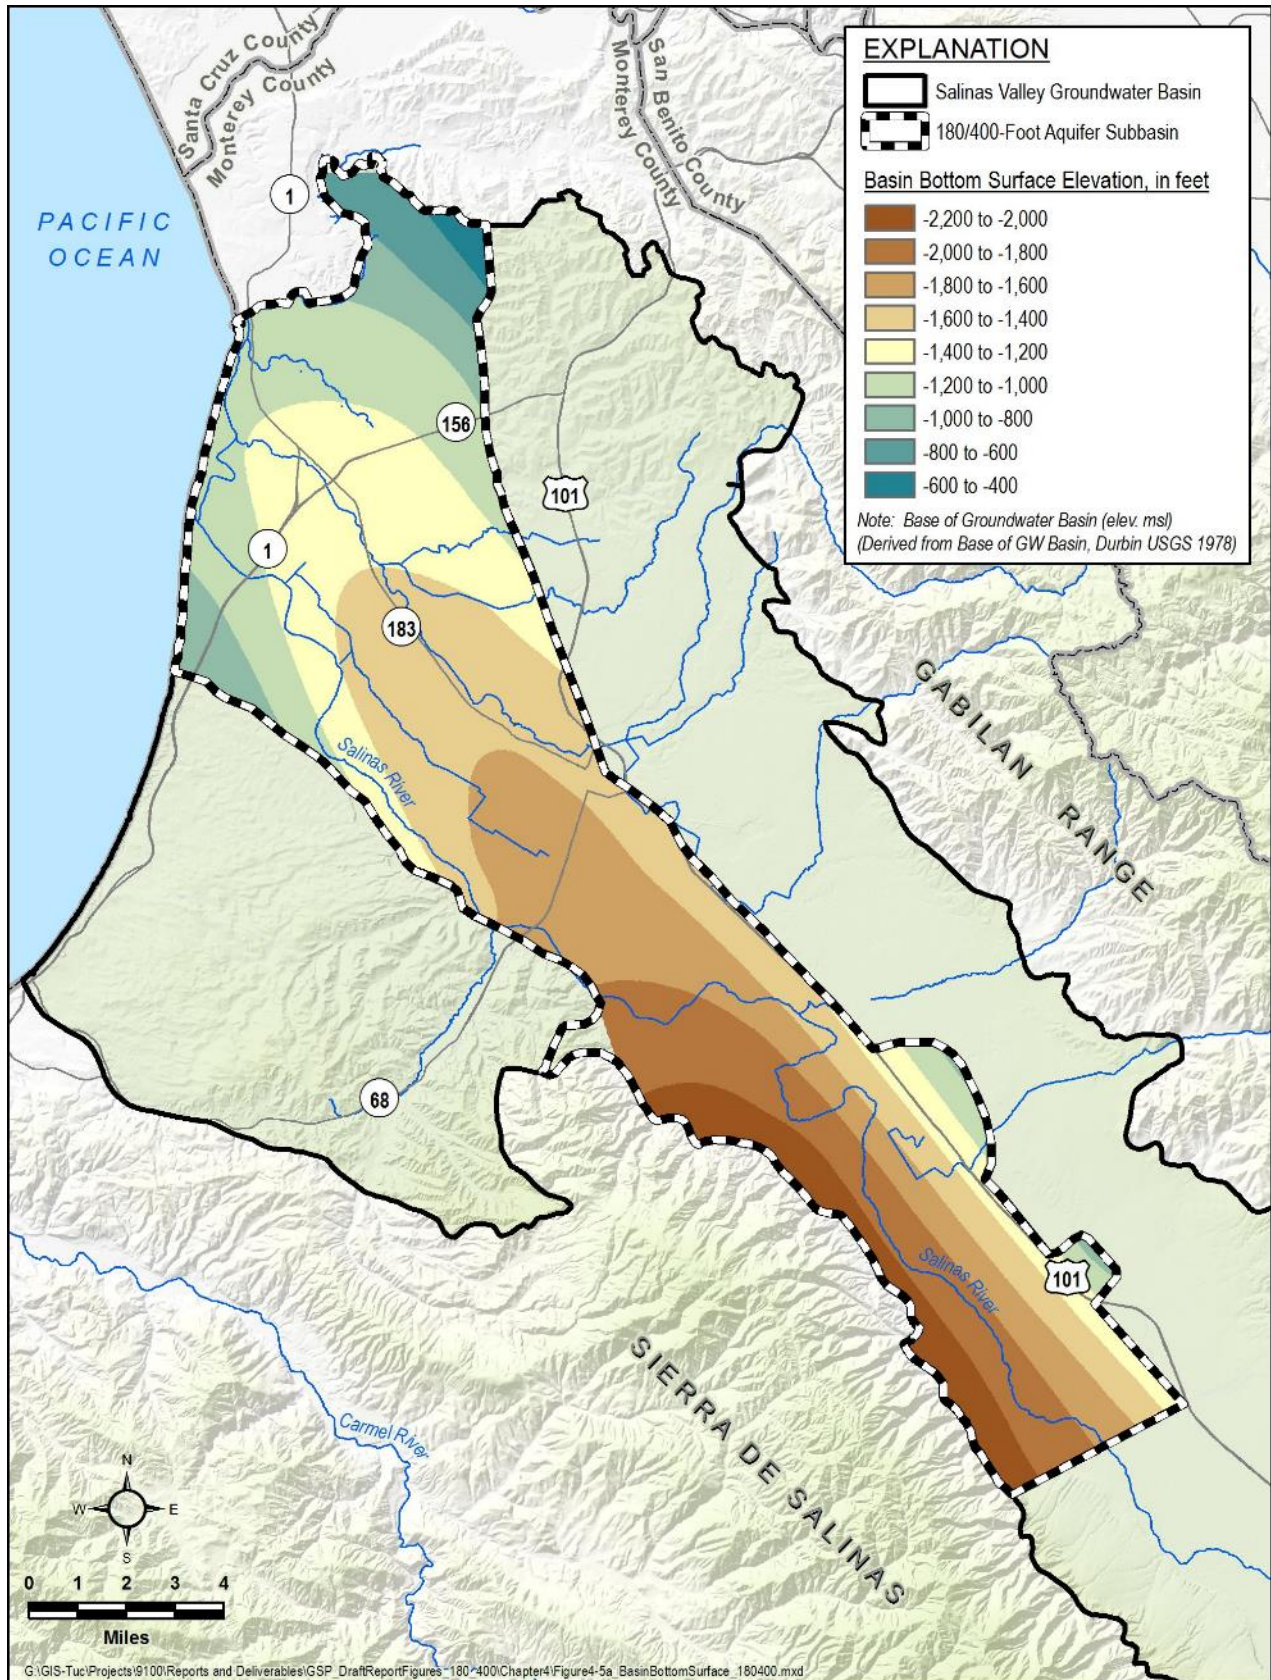 EXPLANATION
Salinas Valley Groundwater Basin
180/400-Foot Aquifer Subbasin
Basin Bottom Surface Elevation, in feet
-2,200 to -2,000
-2,000 to -1,800
-1,800 to -1,600
-1,600 to -1,400
-1,400 to -1,200
-1,200 to -1,000
-1,000 to -800
-800 to -600
-600 to -400
Note: Base of Groundwater Basin (elev. msl)
(Derived from Base of GW Basin, Durbin USGS 1978)
Santa Cruz County
Monterey County
San Benito County
Monterey County
1
PACIFIC
OCEAN
156
101
1
183
Salinas River
GABILAN RANGE
68
101
Salinas River
SIERRA DE SALINAS
Carmel River
N
W
E
S
0 1 2 3 4
Miles
G:\GIS-Tuc\Projects\9100\Reports and Deliverables\GSP_DraftReportFigures_180_400\Chapter4\Figure4-5a_BasinBottomSurface_180400.mxd